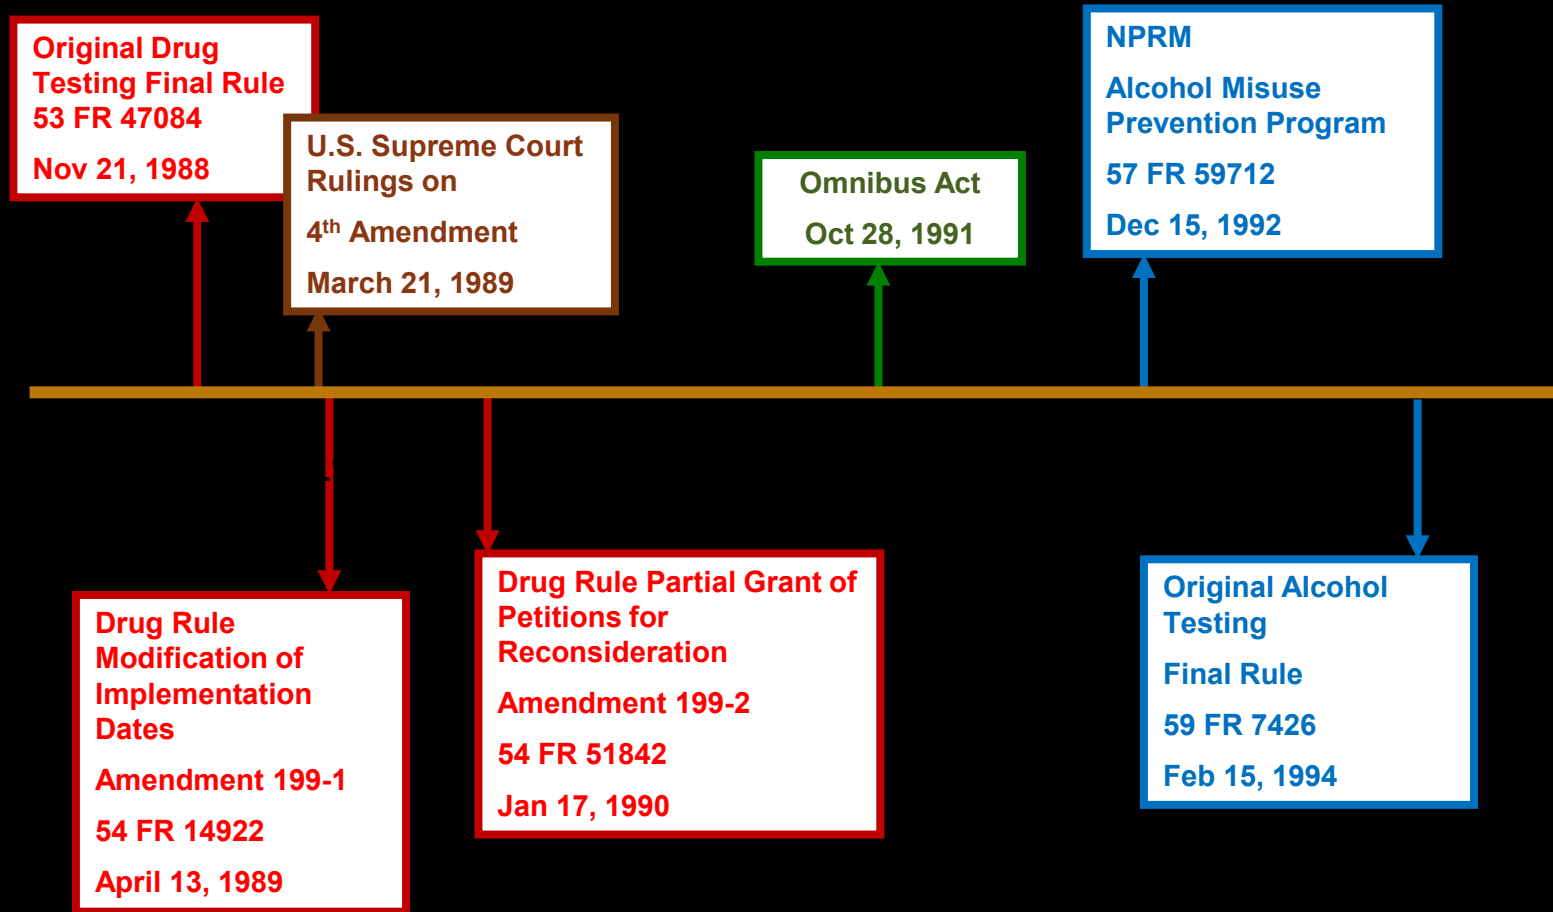 Original Drug
Testing Final Rule
53 FR 47084
Nov 21, 1988
U.S. Supreme Court
Rulings on
4th Amendment
March 21, 1989
Omnibus Act
Oct 28, 1991
NPRM
Alcohol Misuse
Prevention Program
57 FR 59712
Dec 15, 1992
Drug Rule
Modification of
Implementation
Dates
Amendment 199-1
54 FR 14922
April 13, 1989
Drug Rule Partial Grant of
Petitions for
Reconsideration
Amendment 199-2
54 FR 51842
Jan 17, 1990
Original Alcohol
Testing
Final Rule
59 FR 7426
Feb 15, 1994